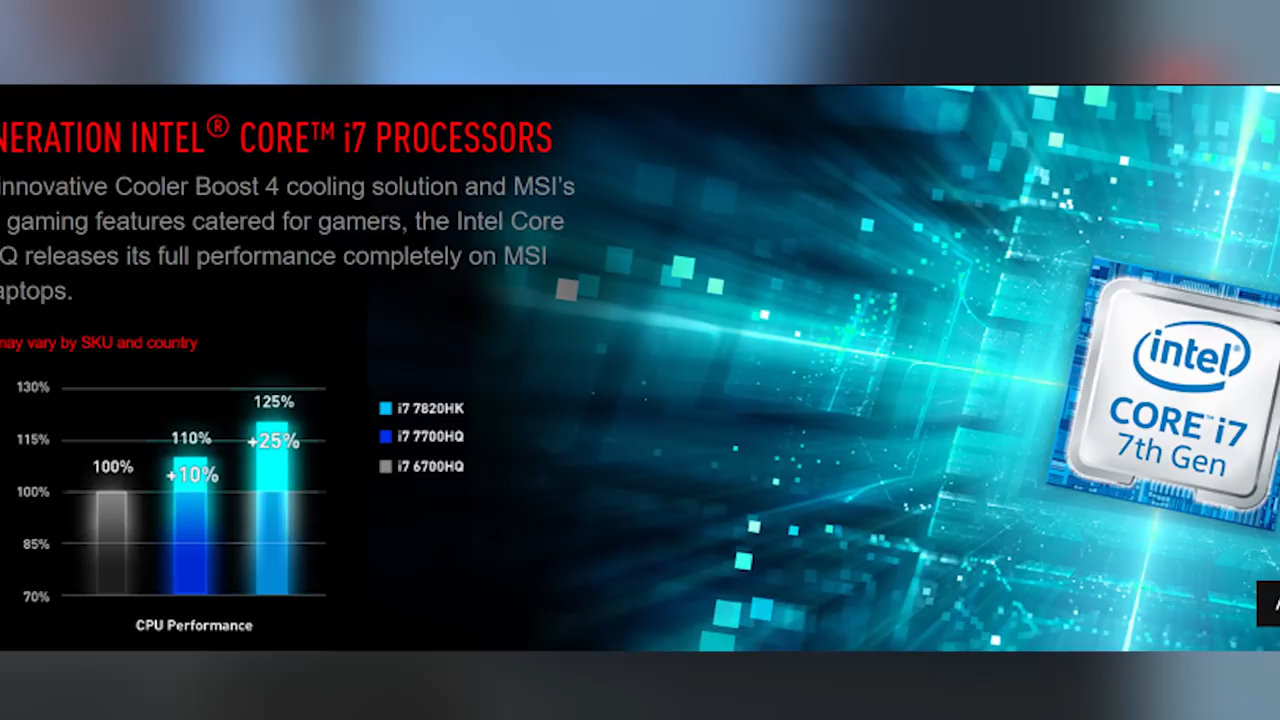 NERATION INTEL® CORE™ i7 PROCESSORS
innovative Cooler Boost 4 cooling solution and MSI's
gaming features catered for gamers, the Intel Core
Q releases its full performance completely on MSI
aptops.
may vary by SKU and country
130%
115%
100%
85%
70%
100%
110%
+10%
125%
+25%
CPU Performance
i7 7820HK
i7 7700HQ
i7 6700HQ
intel®
CORE™ i7
7th Gen